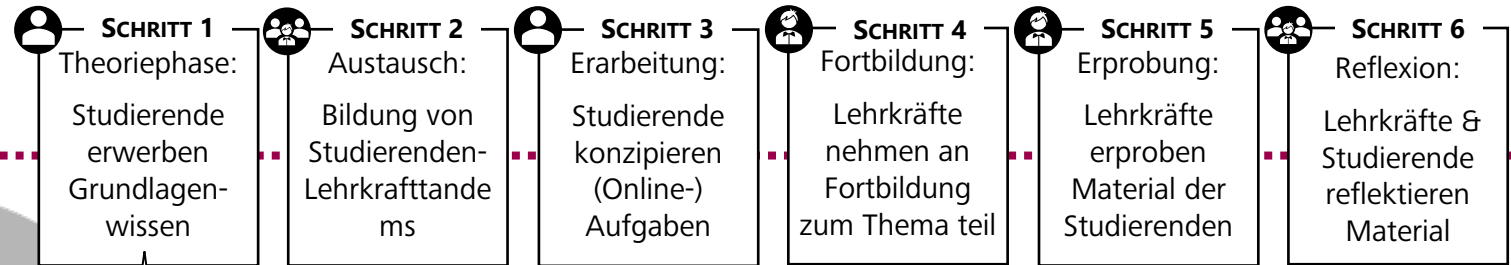 SCHRITT 1
Theoriephase:
Studierende
erwerben
Grundlagen-
wissen
SCHRITT 2
Austausch:
Bildung von
Studierenden-
Lehrkrafttande
ms
SCHRITT 3
Erarbeitung:
Studierende
konzipieren
(Online-)
Aufgaben
SCHRITT 4
Fortbildung:
Lehrkräfte
nehmen an
Fortbildung
zum Thema teil
SCHRITT 5
Erprobung:
Lehrkräfte
erproben
Material der
Studierenden
SCHRITT 6
Reflexion:
Lehrkräfte &
Studierende
reflektieren
Material